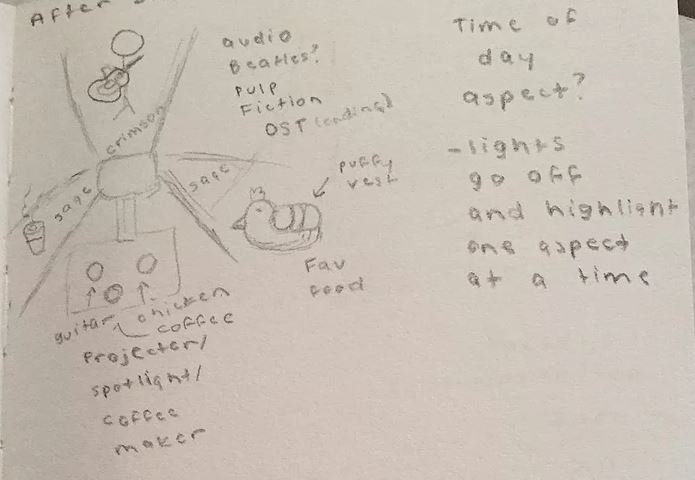 After
crimson
sage
sage
audio
Beatles?
Pulp
Fiction
OST (ending)
puffy
vest
Fav
food
guitar
chicken
coffee
Projector/
spotlight/
coffee
maker
Time of
day
aspect?
-lights
go off
and highlight
one aspect
at a time